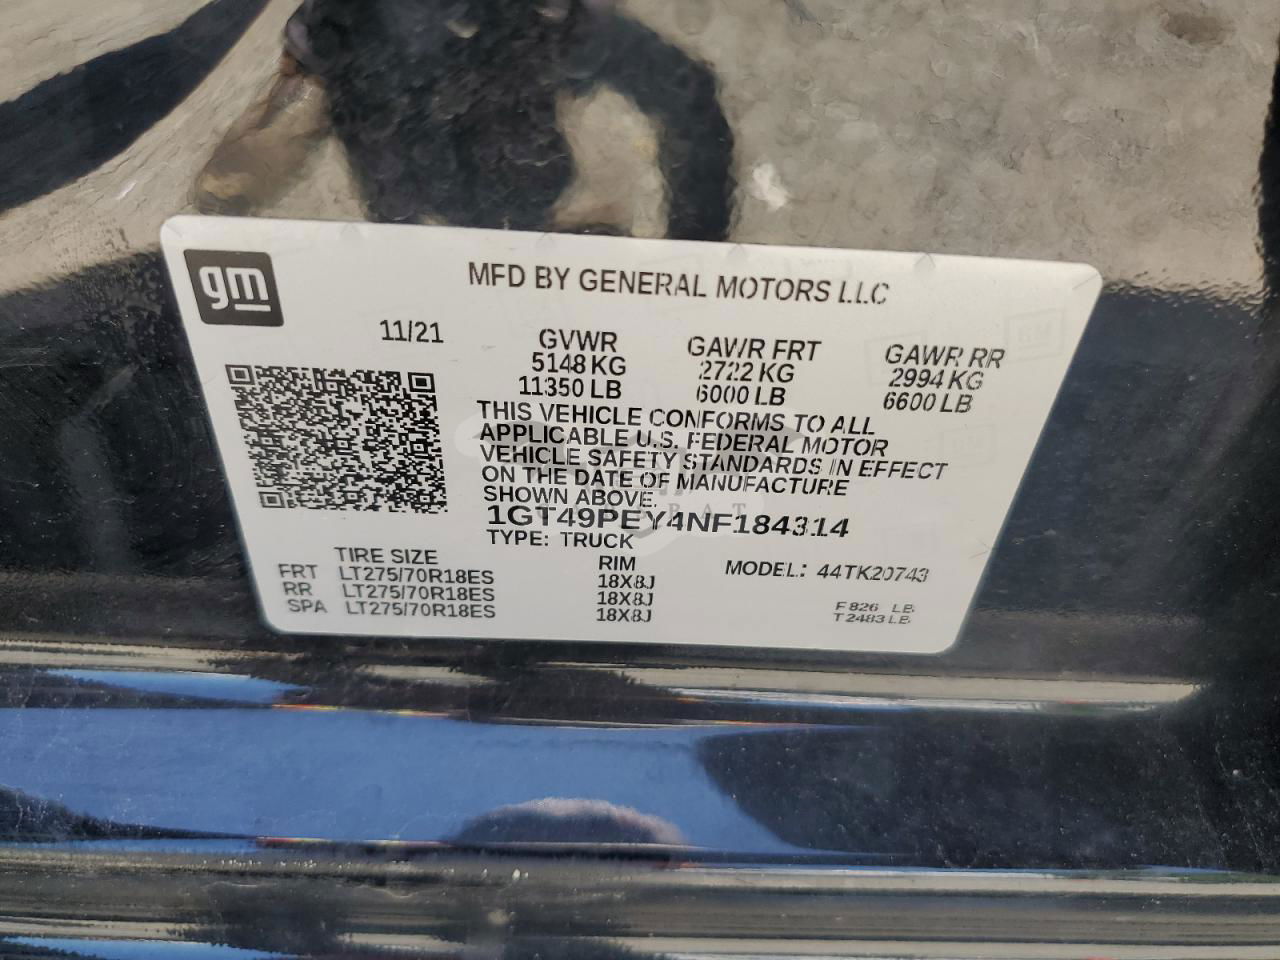 gm
MFD BY GENERAL MOTORS LLC
11/21
GVWR GAWR FRT GAWR RR
5148 KG 2722 KG 2994 KG
11350 LB 6000 LB 6600 LB
THIS VEHICLE CONFORMS TO ALL
APPLICABLE U.S. FEDERAL MOTOR
VEHICLE SAFETY STANDARDS IN EFFECT
ON THE DATE OF MANUFACTURE
SHOWN ABOVE.
1GT49PEY4NF184314
TYPE: TRUCK
TIRE SIZE RIM MODEL: 44TK20743
FRT LT275/70R18ES 18X8J
RR LT275/70R18ES 18X8J
SPA LT275/70R18ES 18X8J
F 826 LB
T 2483 LB